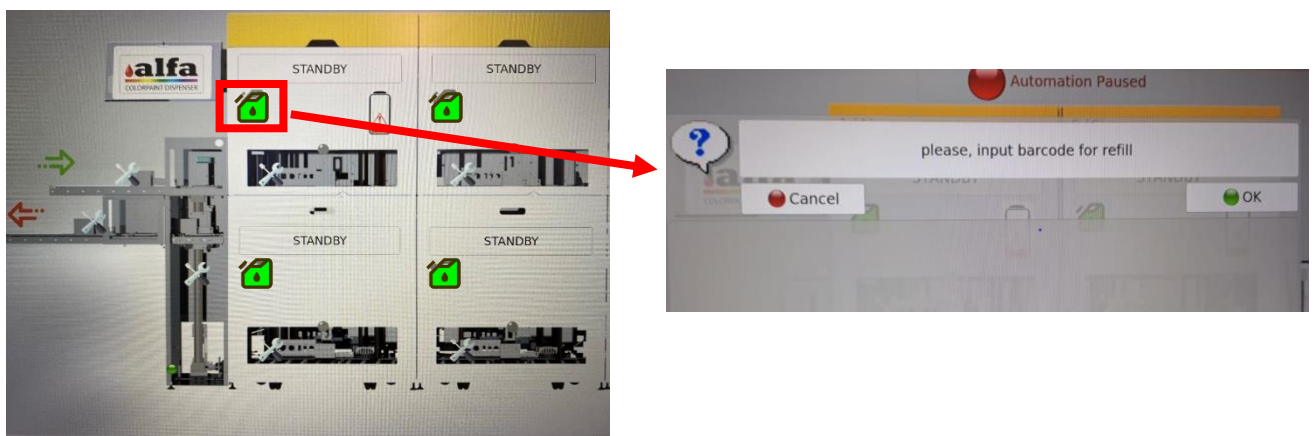 alfa
COLORPAINT DISPENSER
STANDBY
STANDBY
STANDBY
STANDBY
Automation Paused
please, input barcode for refill
Cancel
OK